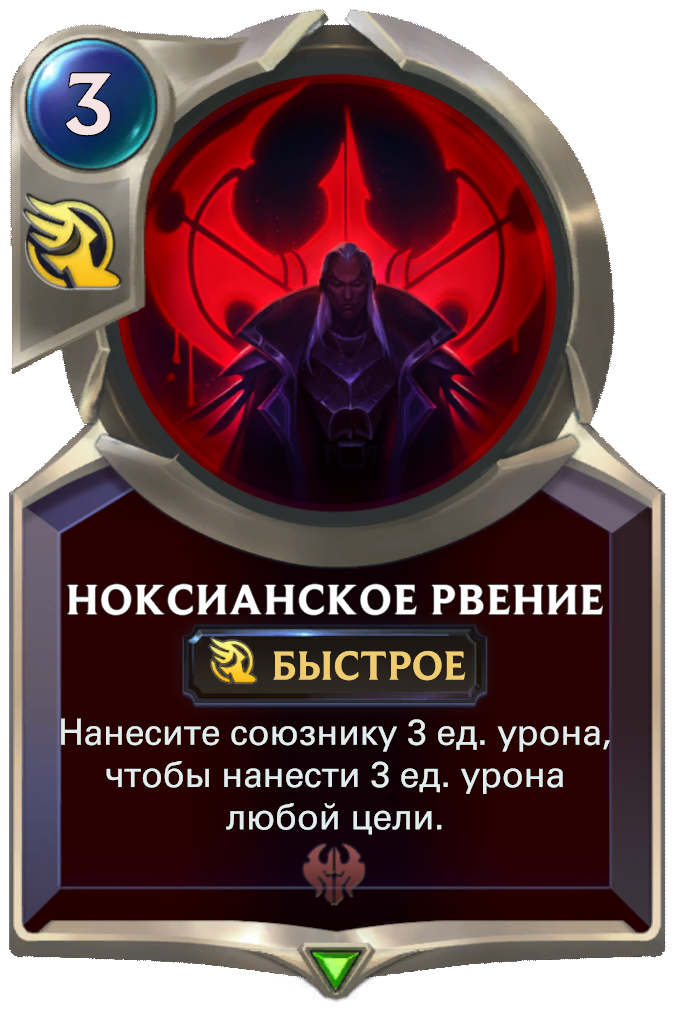 3
НОКСИАНСКОЕ РВЕНИЕ
БЫСТРОЕ
Нанесите союзнику 3 ед. урона,
чтобы нанести 3 ед. урона
любой цели.